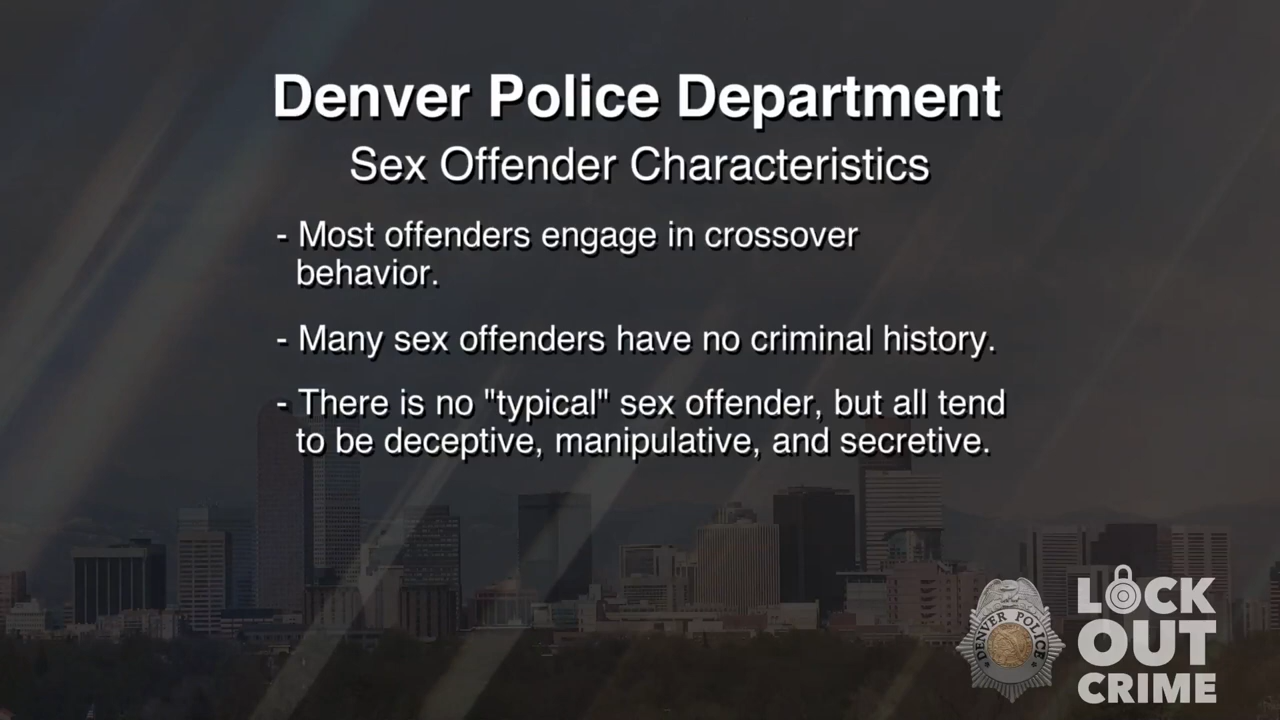 Denver Police Department
Sex Offender Characteristics
- Most offenders engage in crossover
behavior.
- Many sex offenders have no criminal history.
- There is no "typical" sex offender, but all tend
to be deceptive, manipulative, and secretive.
DENVER POLICE
LOCK
OUT
CRIME